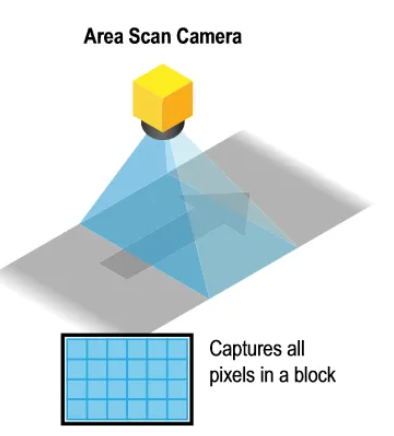 Area Scan Camera
Captures all
pixels in a block